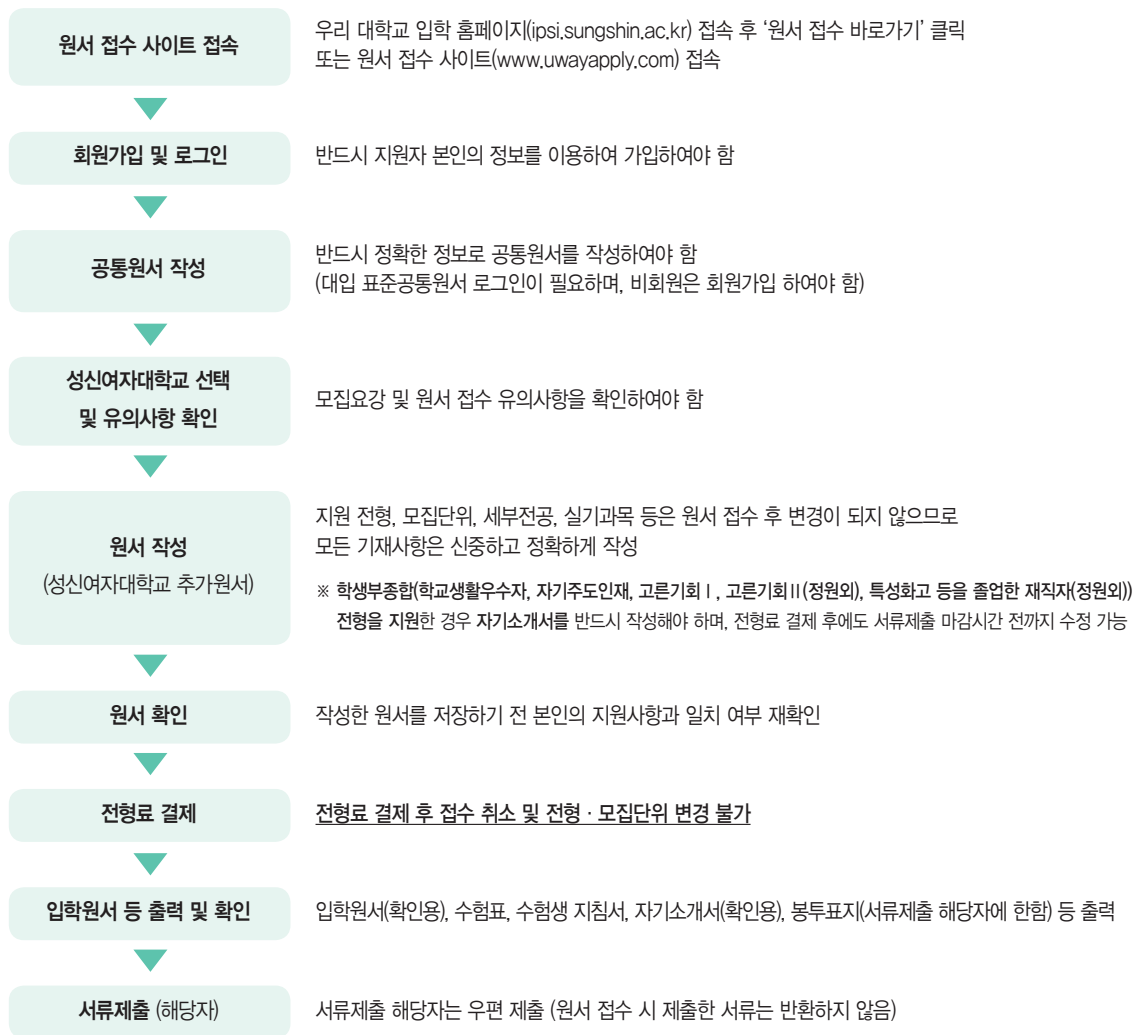 원서 접수 사이트 접속
우리 대학교 입학 홈페이지(ipsi.sungshin.ac.kr) 접속 후 ‘원서 접수 바로가기’ 클릭
또는 원서 접수 사이트(www.uwayapply.com) 접속
회원가입 및 로그인
반드시 지원자 본인의 정보를 이용하여 가입하여야 함
공통원서 작성
반드시 정확한 정보로 공통원서를 작성하여야 함
(대입 표준공통원서 로그인이 필요하며, 비회원은 회원가입 하여야 함)
성신여자대학교 선택
및 유의사항 확인
모집요강 및 원서 접수 유의사항을 확인하여야 함
원서 작성
(성신여자대학교 추가원서)
지원 전형, 모집단위, 세부전공, 실기과목 등은 원서 접수 후 변경이 되지 않으므로
모든 기재사항은 신중하고 정확하게 작성
※ 학생부종합(학교생활우수자, 자기주도인재, 고른기회Ⅰ, 고른기회Ⅱ(정원외), 특성화고 등을 졸업한 재직자(정원외))
전형을 지원한 경우 자기소개서를 반드시 작성해야 하며, 전형료 결제 후에도 서류제출 마감시간 전까지 수정 가능
원서 확인
작성한 원서를 저장하기 전 본인의 지원사항과 일치 여부 재확인
전형료 결제
전형료 결제 후 접수 취소 및 전형 · 모집단위 변경 불가
입학원서 등 출력 및 확인
입학원서(확인용), 수험표, 수험생 지침서, 자기소개서(확인용), 봉투표지(서류제출 해당자에 한함) 등 출력
서류제출 (해당자)
서류제출 해당자는 우편 제출 (원서 접수 시 제출한 서류는 반환하지 않음)